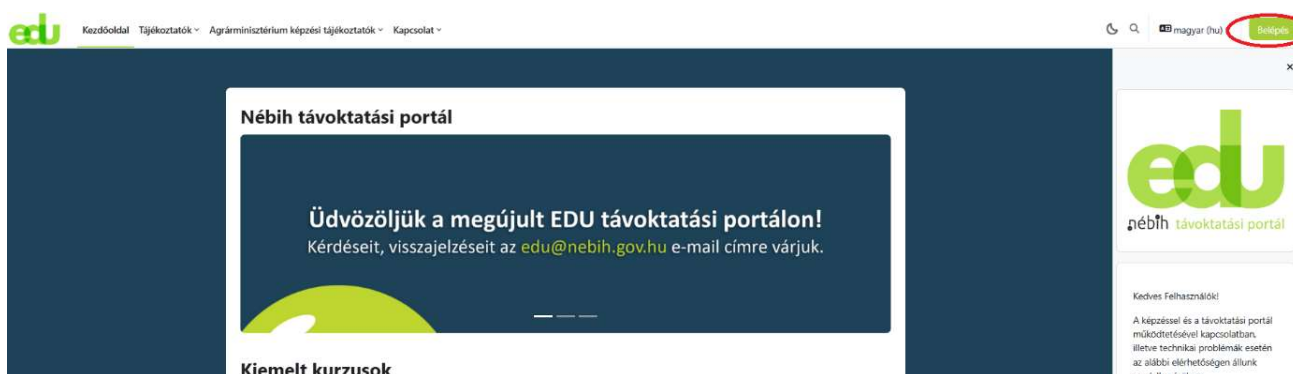 edu Kezdőoldal Tájékoztatók Agrárminisztérium képzési tájékoztatók Kapcsolat magyar (hu) Belépés
Nébih távoktatási portál
Üdvözöljük a megújult EDU távoktatási portálon!
Kérdéseit, visszajelzéseit az edu@nebih.gov.hu e-mail címre várjuk.
Kiemelt kurzusok
edu
nébih távoktatási portál
Kedves Felhasználók!
A képzéssel és a távoktatási portál
működtetésével kapcsolatban,
illetve technikai problémák esetén
az alábbi elérhetőségen állunk